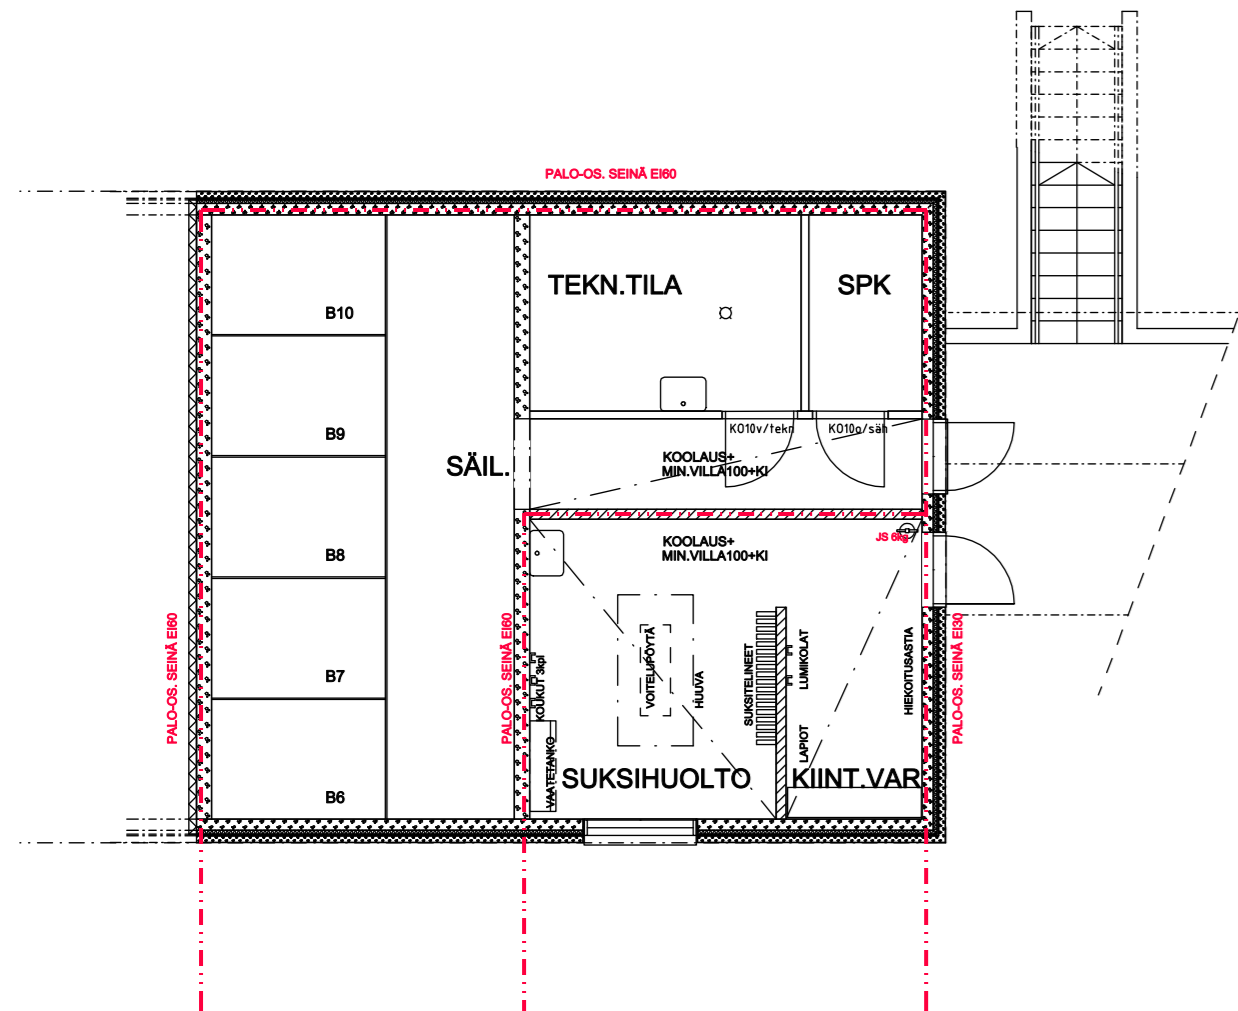 PALO-OS. SEINÄ EI60
TEKN.TILA
SPK
B10
KO10v/tekn
KO10o/säh
B9
SÄIL.
KOOLAUS+
MIN.VILLA100+KI
JS 6kg
KOOLAUS+
MIN.VILLA100+KI
B8
PALO-OS. SEINÄ EI60
PALO-OS. SEINÄ EI60
KOUKUT 3kpl
VOITELUPÖYTÄ
HUUVA
SUKSITELINEET
LUMIKOLAT
HIEKOITUSASTIA
PALO-OS. SEINÄ EI30
B7
VAATETANKO
LAPIOT
SUKSIHUOLTO
KIINT.VAR
B6